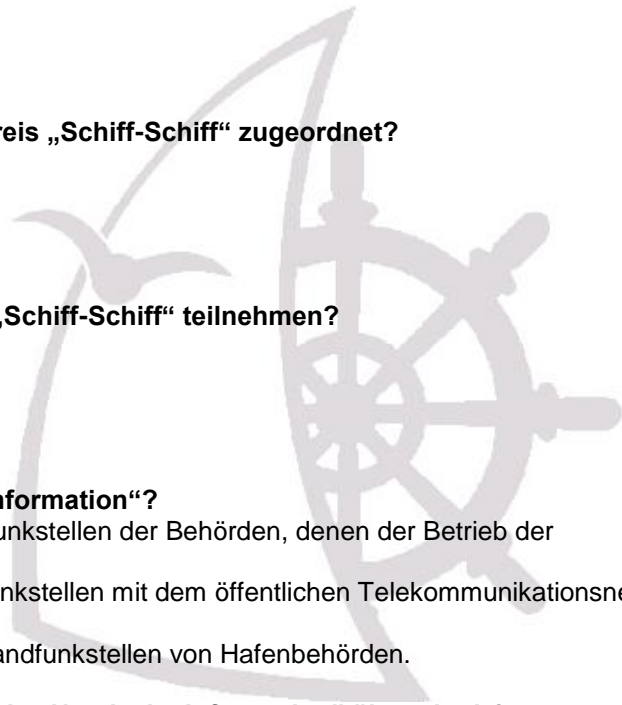 reis „Schiff-Schiff“ zugeordnet?
„Schiff-Schiff“ teilnehmen?
nformation“?
unkstellen der Behörden, denen der Betrieb der
nkstellen mit dem öffentlichen Telekommunikationsne
andfunkstellen von Hafenbehörden.